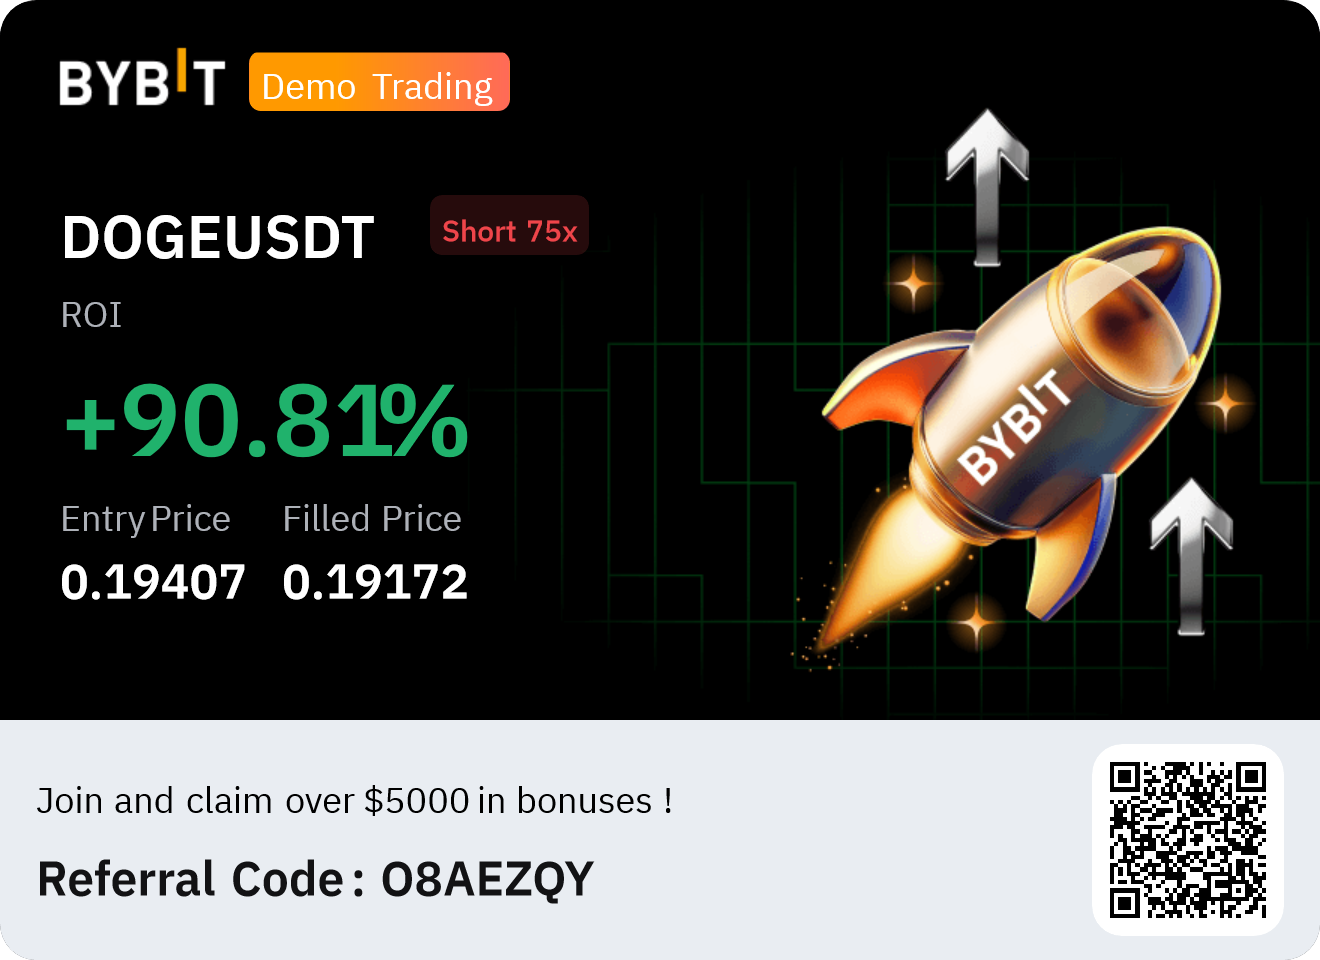 BYBIT Demo Trading
DOGEUSDT Short 75x
ROI
+90.81%
Entry Price Filled Price
0.19407 0.19172
BYBIT
Join and claim over $5000 in bonuses !
Referral Code: O8AEZQY